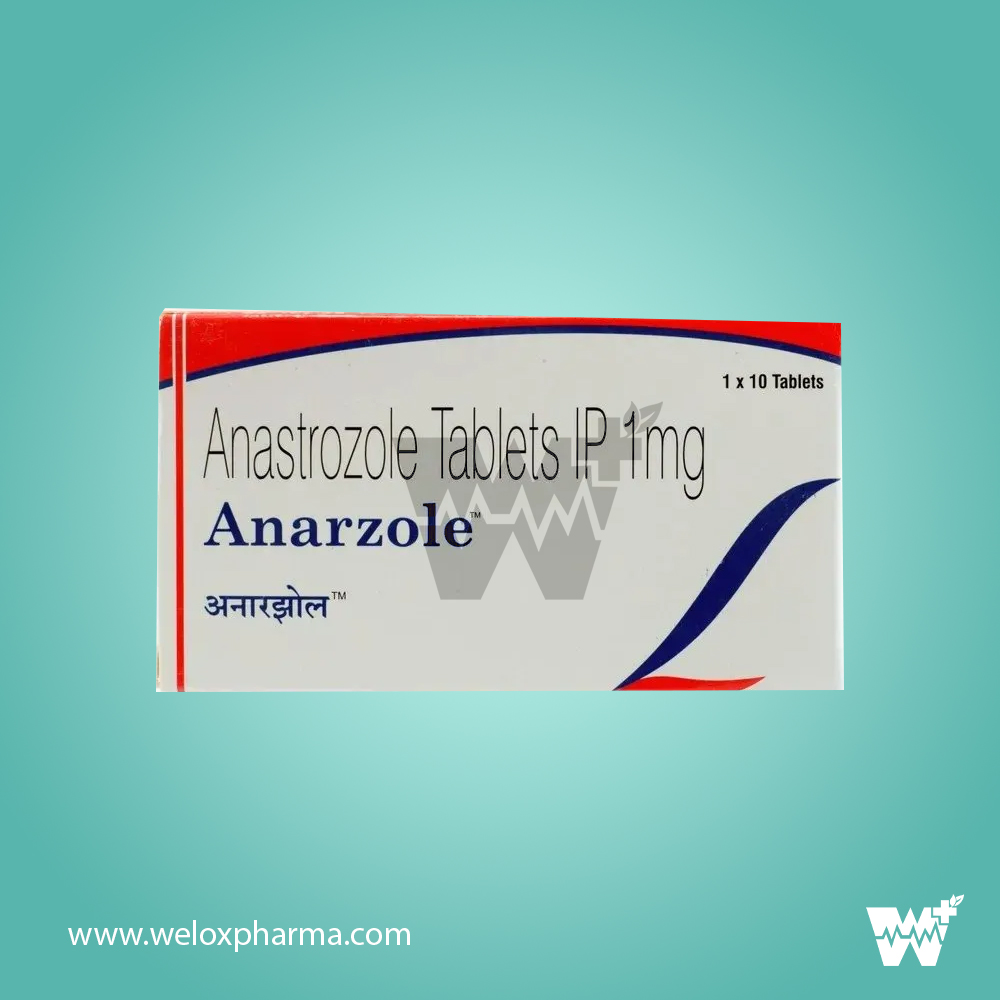 1 x 10 Tablets
Anastrozole Tablets IP 1mg
Anarzole™
अनारझोल™
www.weloxpharma.com